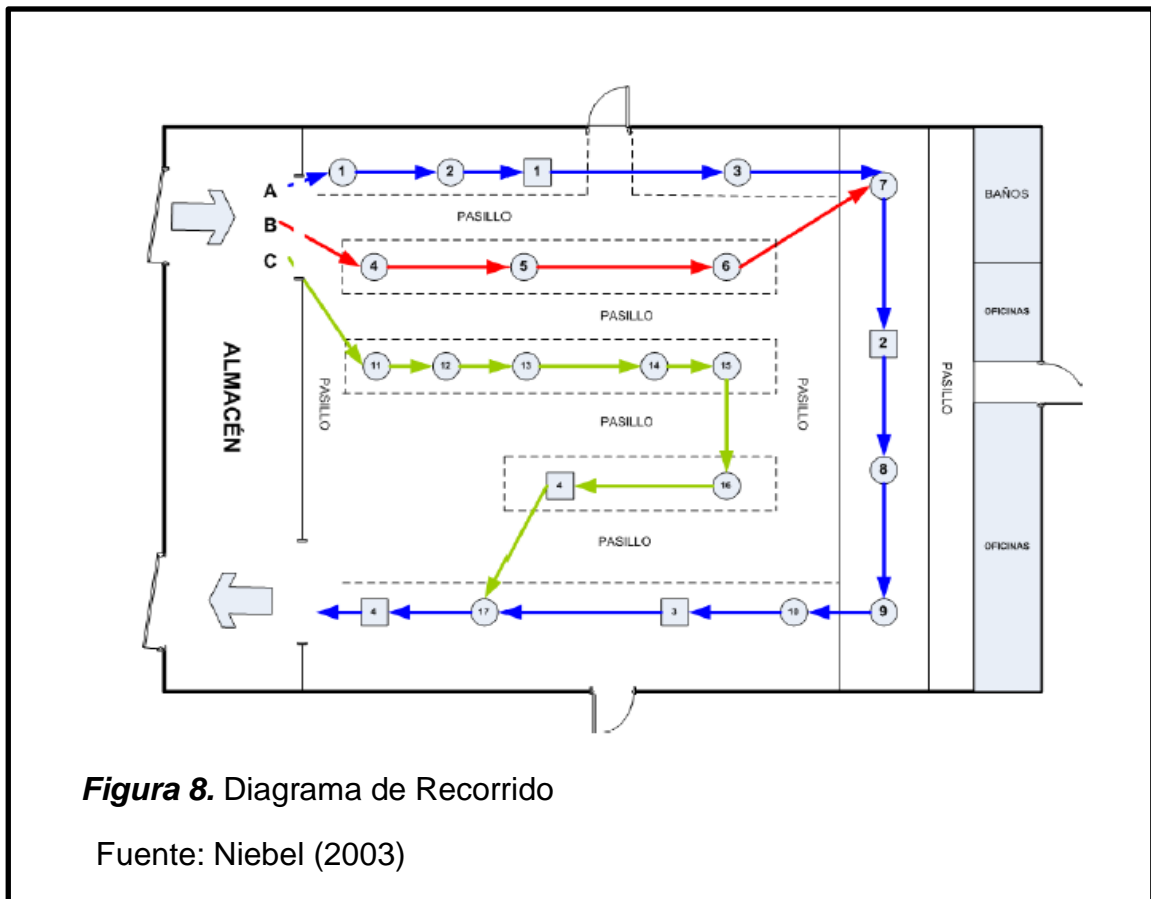 A
1
2
1
3
7
BAÑOS
B
PASILLO
C
4
5
6
OFICINAS
PASILLO
2
ALMACÉN
PASILLO
11
12
13
14
15
PASILLO
PASILLO
PASILLO
8
4
16
PASILLO
OFICINAS
4
17
3
10
9
Figura 8. Diagrama de Recorrido
Fuente: Niebel (2003)